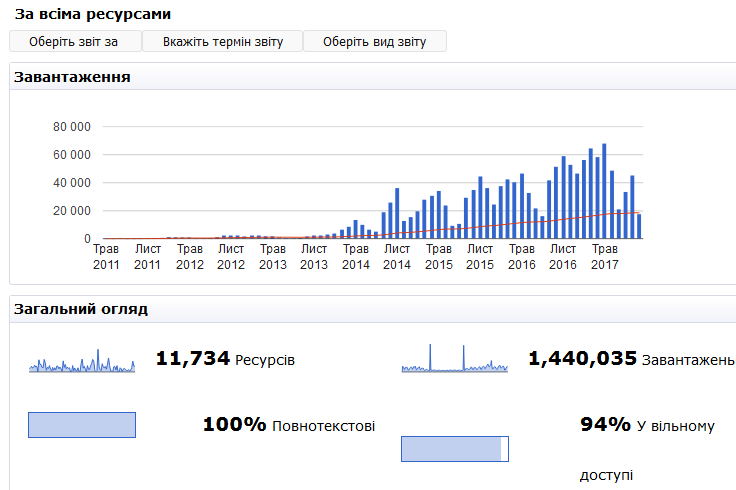 За всіма ресурсами
Оберіть звіт за Вкажіть термін звіту Оберіть вид звіту
Завантаження
80 000
60 000
40 000
20 000
0
Трав Лист Трав Лист Трав Лист Трав Лист Трав Лист Трав Лист Трав
2011 2011 2012 2012 2013 2013 2014 2014 2015 2015 2016 2016 2017
Загальний огляд
11,734 Ресурсів 1,440,035 Завантажень
100% Повнотекстові 94% У вільному
доступі